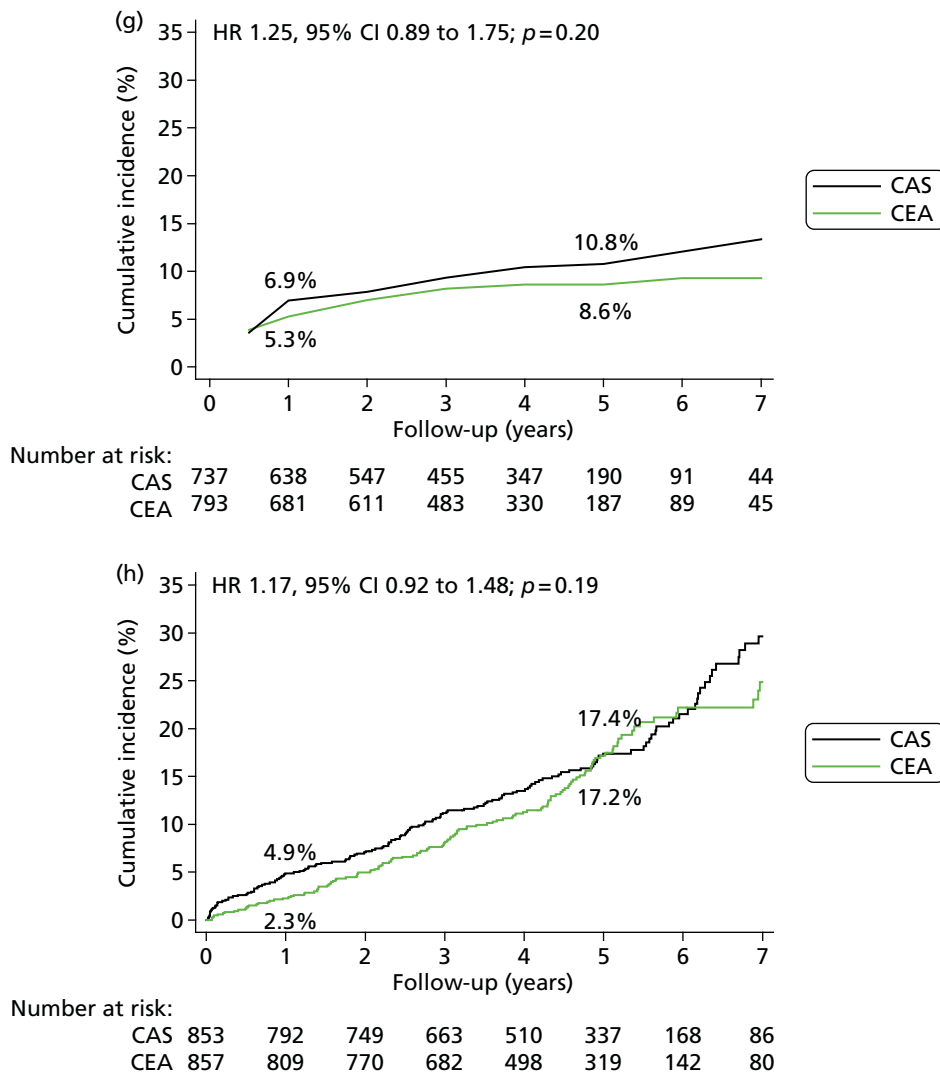 (g)
HR 1.25, 95% CI 0.89 to 1.75; p=0.20
Cumulative incidence (%)
35
30
25
20
15
10
5
0
6.9%
5.3%
10.8%
8.6%
CAS
CEA
0 1 2 3 4 5 6 7
Follow-up (years)
Number at risk:
CAS 737 638 547 455 347 190 91 44
CEA 793 681 611 483 330 187 89 45
(h)
HR 1.17, 95% CI 0.92 to 1.48; p=0.19
Cumulative incidence (%)
35
30
25
20
15
10
5
0
4.9%
2.3%
17.4%
17.2%
CAS
CEA
0 1 2 3 4 5 6 7
Follow-up (years)
Number at risk:
CAS 853 792 749 663 510 337 168 86
CEA 857 809 770 682 498 319 142 80